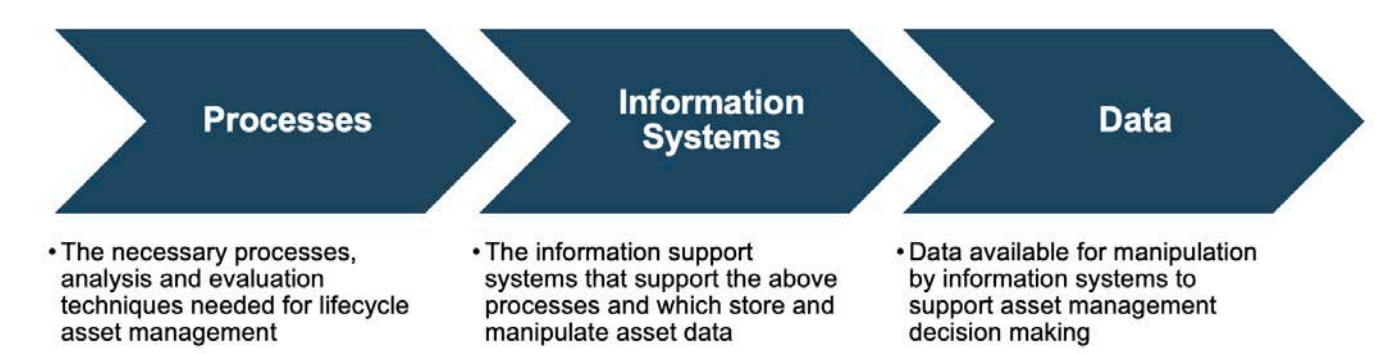 Processes
Information
Systems
Data
• The necessary processes,
analysis and evaluation
techniques needed for lifecycle
asset management
• The information support
systems that support the above
processes and which store and
manipulate asset data
• Data available for manipulation
by information systems to
support asset management
decision making